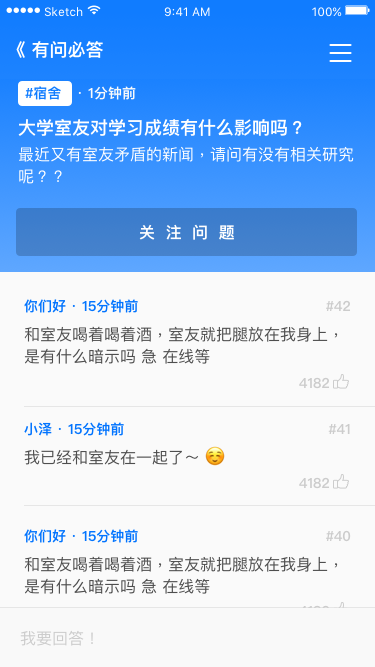 Sketch 9:41 AM 100%
《 有问必答
#宿舍 · 1分钟前
大学室友对学习成绩有什么影响吗？
最近又有室友矛盾的新闻，请问有没有相关研究
呢？？
关注问题
你们好 · 15分钟前 #42
和室友喝着喝着酒，室友就把腿放在我身上，
是有什么暗示吗 急 在线等
4182
小泽 · 15分钟前 #41
我已经和室友在一起了～ ☺️
4182
你们好 · 15分钟前 #40
和室友喝着喝着酒，室友就把腿放在我身上，
是有什么暗示吗 急 在线等
我要回答！